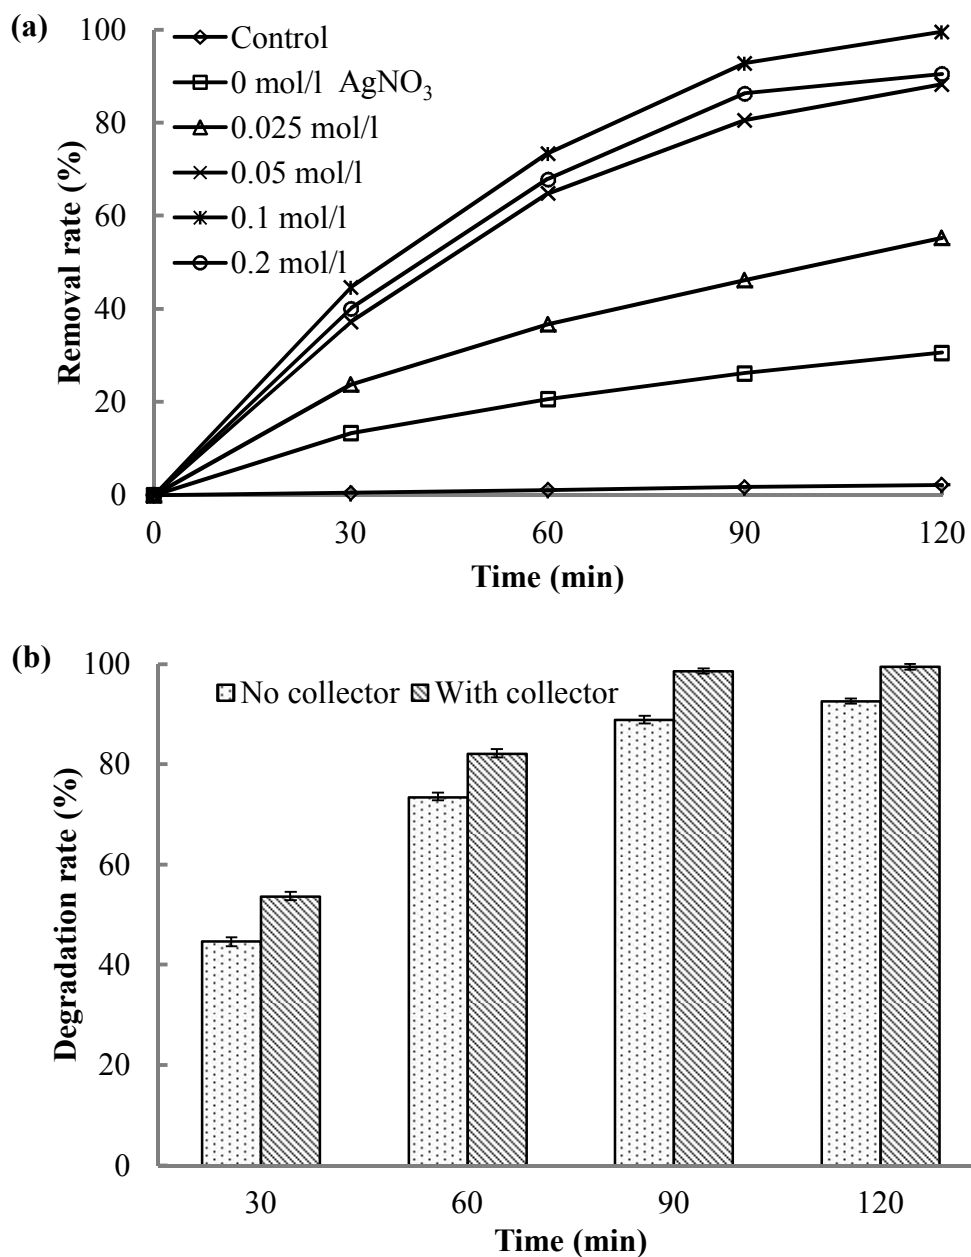 (a)
100
80
60
40
20
0
Removal rate (%)
Control
0 mol/l AgNO₃
0.025 mol/l
0.05 mol/l
0.1 mol/l
0.2 mol/l
0 30 60 90 120
Time (min)
(b)
100
80
60
40
20
0
Degradation rate (%)
No collector With collector
30 60 90 120
Time (min)